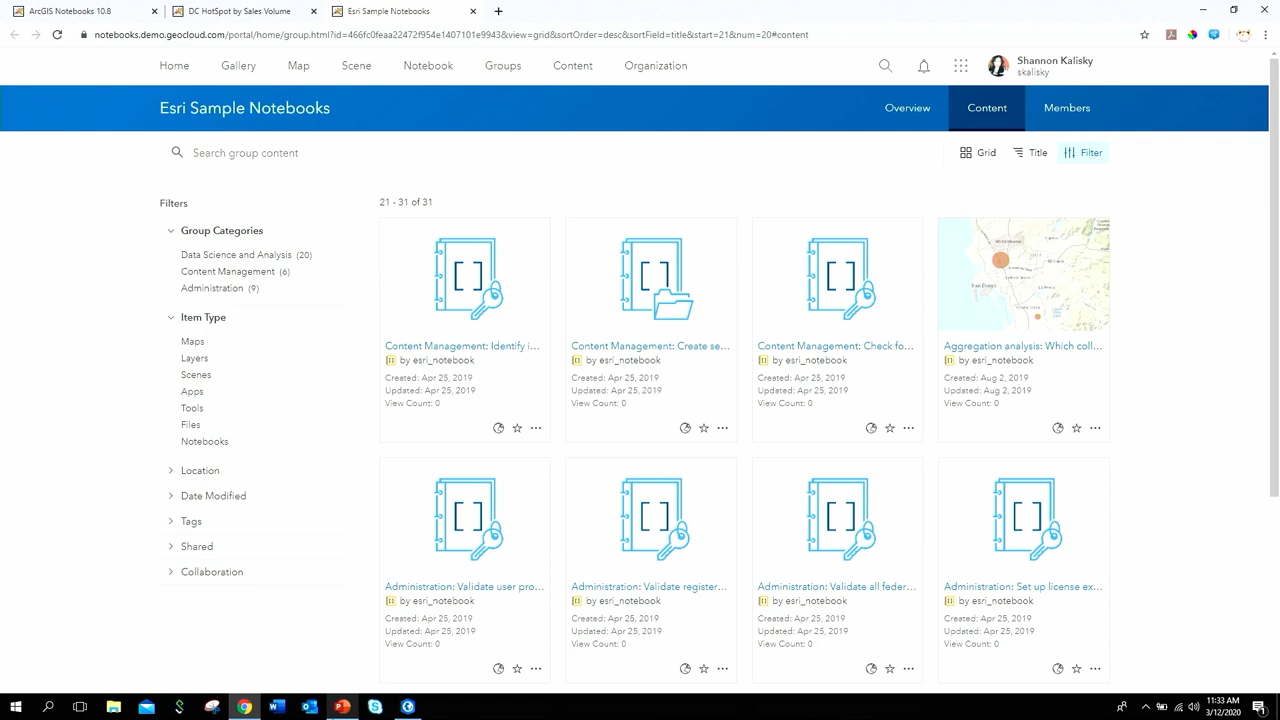 ArcGIS Notebooks 10.8
DC HotSpot by Sales Volume
Esri Sample Notebooks
notebooks.demo.geocloud.com/portal/home/group.html?id=466fc0feaa22472f954e1407101e9943&view=grid&sortOrder=desc&sortField=title&start=21&num=20#content
Home Gallery Map Scene Notebook Groups Content Organization
Shannon Kalisky
skalisky
Esri Sample Notebooks
Overview Content Members
Search group content
Grid Title Filter
Filters
21 - 31 of 31
Group Categories
Data Science and Analysis (20)
Content Management (6)
Administration (9)
Item Type
Maps
Layers
Scenes
Apps
Tools
Files
Notebooks
Location
Date Modified
Tags
Shared
Collaboration
Content Management: Identify i...
by esri_notebook
Created: Apr 25, 2019
Updated: Apr 25, 2019
View Count: 0
Content Management: Create se...
by esri_notebook
Created: Apr 25, 2019
Updated: Apr 25, 2019
View Count: 0
Content Management: Check fo...
by esri_notebook
Created: Apr 25, 2019
Updated: Apr 25, 2019
View Count: 0
San Diego
Aggregation analysis: Which coll...
by esri_notebook
Created: Aug 2, 2019
Updated: Aug 2, 2019
View Count: 0
Administration: Validate user pro...
by esri_notebook
Created: Apr 25, 2019
Updated: Apr 25, 2019
View Count: 0
Administration: Validate register...
by esri_notebook
Created: Apr 25, 2019
Updated: Apr 25, 2019
View Count: 0
Administration: Validate all feder...
by esri_notebook
Created: Apr 25, 2019
Updated: Apr 25, 2019
View Count: 0
Administration: Set up license ex...
by esri_notebook
Created: Apr 25, 2019
Updated: Apr 25, 2019
View Count: 0
11:33 AM
3/12/2020